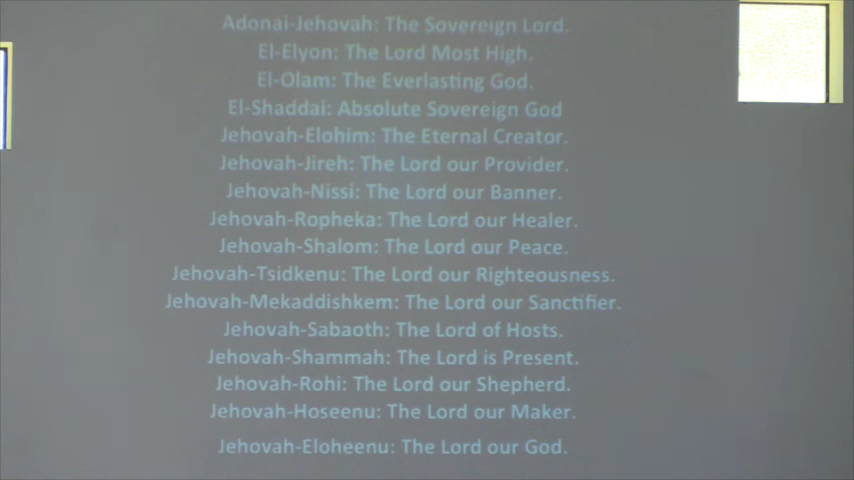 Adonai-Jehovah: The Sovereign Lord.
El-Elyon: The Lord Most High.
El-Olam: The Everlasting God.
El-Shaddai: Absolute Sovereign God
Jehovah-Elohim: The Eternal Creator.
Jehovah-Jireh: The Lord our Provider.
Jehovah-Nissi: The Lord our Banner.
Jehovah-Ropheka: The Lord our Healer.
Jehovah-Shalom: The Lord our Peace.
Jehovah-Tsidkenu: The Lord our Righteousness.
Jehovah-Mekaddishkem: The Lord our Sanctifier.
Jehovah-Sabaoth: The Lord of Hosts.
Jehovah-Shammah: The Lord is Present.
Jehovah-Rohi: The Lord our Shepherd.
Jehovah-Hoseenu: The Lord our Maker.
Jehovah-Eloheenu: The Lord our God.